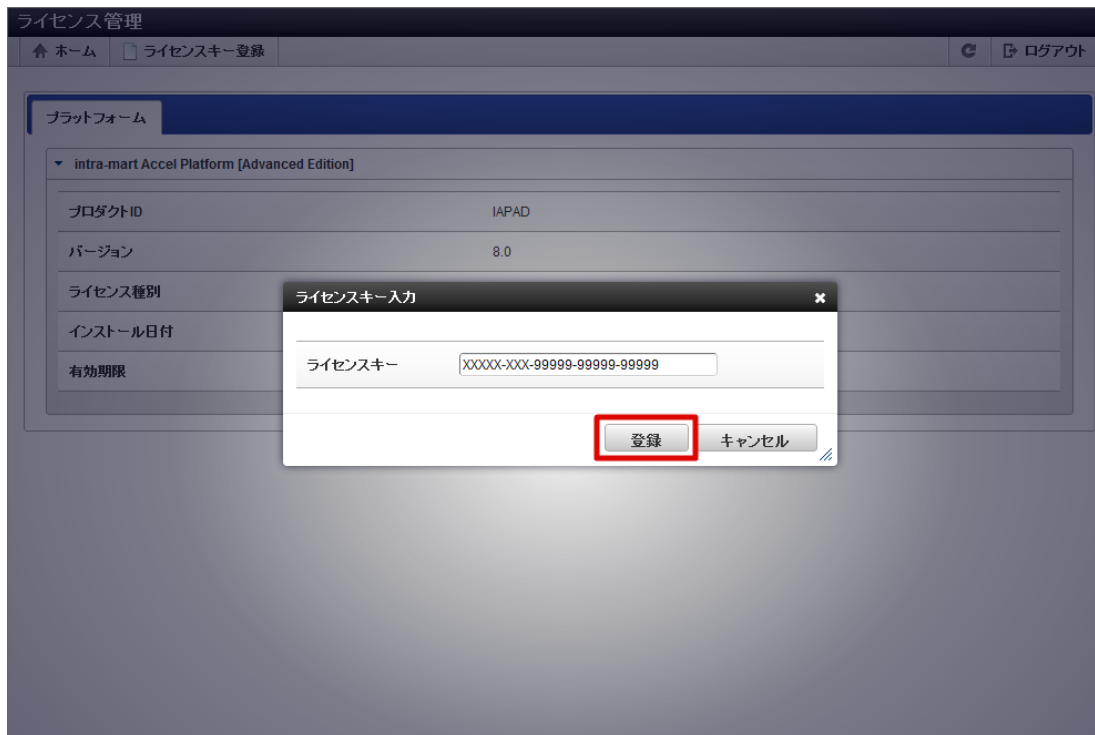 ライセンス管理
ホーム ライセンスキー登録 ログアウト
プラットフォーム
intra-mart Accel Platform [Advanced Edition]
プロダクトID IAPAD
バージョン 8.0
ライセンス種別
インストール日付
有効期限
ライセンスキー入力
ライセンスキー XXXXX-XXX-99999-99999-99999
登録 キャンセル